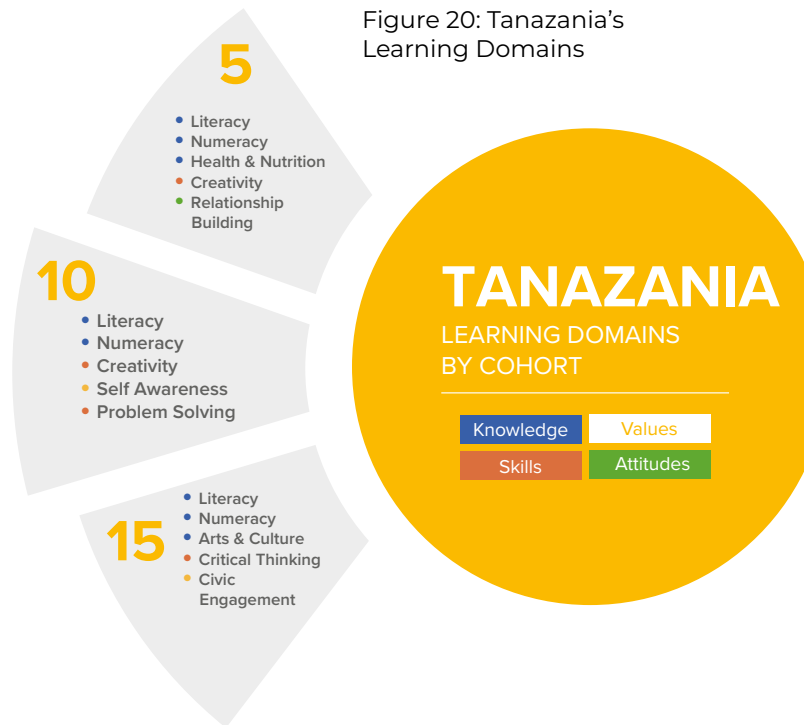 Figure 20: Tanazania’s
Learning Domains
5
Literacy
Numeracy
Health & Nutrition
Creativity
Relationship
Building
10
Literacy
Numeracy
Creativity
Self Awareness
Problem Solving
15
Literacy
Numeracy
Arts & Culture
Critical Thinking
Civic
Engagement
TANAZANIA
LEARNING DOMAINS
BY COHORT
Knowledge
Values
Skills
Attitudes